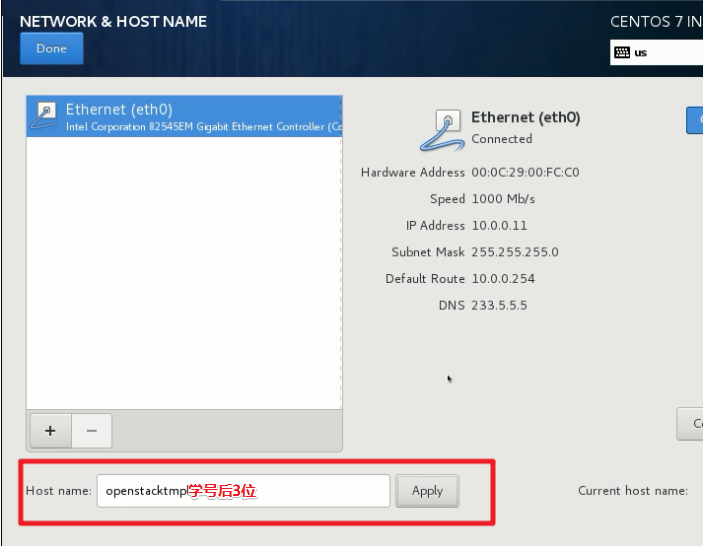 NETWORK & HOST NAME
CENTOS 7 IN
Done
us
Ethernet (eth0)
Intel Corporation 82545EM Gigabit Ethernet Controller (Co
Ethernet (eth0)
Connected
Hardware Address 00:0C:29:00:FC:C0
Speed 1000 Mb/s
IP Address 10.0.0.11
Subnet Mask 255.255.255.0
Default Route 10.0.0.254
DNS 233.5.5.5
+
−
Host name: openstacktmpl学号后3位
Apply
Current host name: